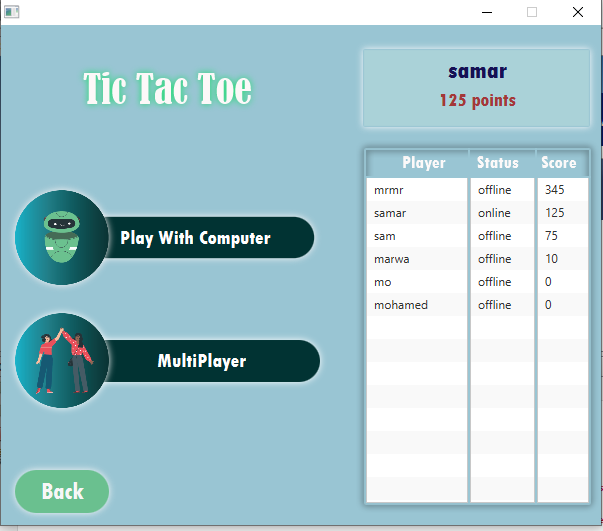 Tic Tac Toe
samar
125 points
Play With Computer
MultiPlayer
Back
Player Status Score
mrmr offline 345
samar online 125
sam offline 75
marwa offline 10
mo offline 0
mohamed offline 0